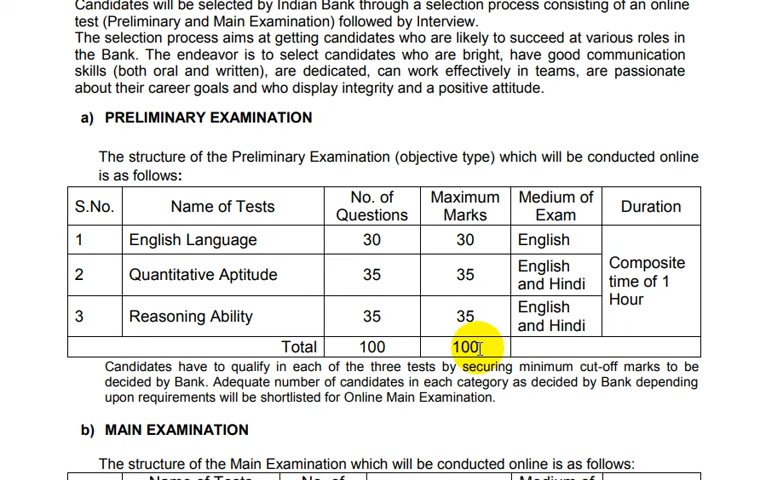 Candidates will be selected by Indian Bank through a selection process consisting of an online
test (Preliminary and Main Examination) followed by Interview.
The selection process aims at getting candidates who are likely to succeed at various roles in
the Bank. The endeavor is to select candidates who are bright, have good communication
skills (both oral and written), are dedicated, can work effectively in teams, are passionate
about their career goals and who display integrity and a positive attitude.
a) PRELIMINARY EXAMINATION
The structure of the Preliminary Examination (objective type) which will be conducted online
is as follows:
S.No. Name of Tests No. of Questions Maximum Marks Medium of Exam Duration
1 English Language 30 30 English Composite time of 1 Hour
2 Quantitative Aptitude 35 35 English and Hindi
3 Reasoning Ability 35 35 English and Hindi
Total 100 100
Candidates have to qualify in each of the three tests by securing minimum cut-off marks to be
decided by Bank. Adequate number of candidates in each category as decided by Bank depending
upon requirements will be shortlisted for Online Main Examination.
b) MAIN EXAMINATION
The structure of the Main Examination which will be conducted online is as follows:
Name of Tests No. of Medium of